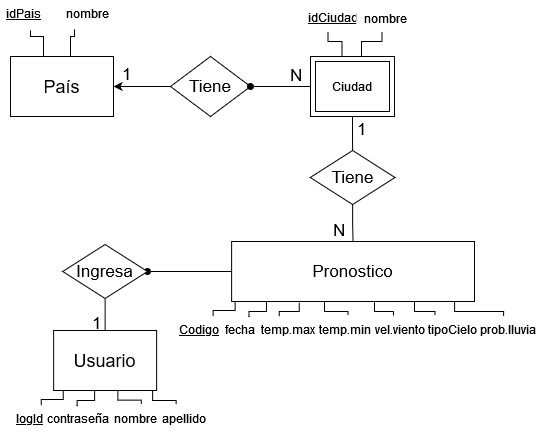 idPais nombre
idCiudad nombre
País 1 Tiene N Ciudad
1
Tiene
N
Ingresa Pronostico
1
Codigo fecha temp.max temp.min vel.viento tipoCielo prob.lluvia
Usuario
logId contraseña nombre apellido